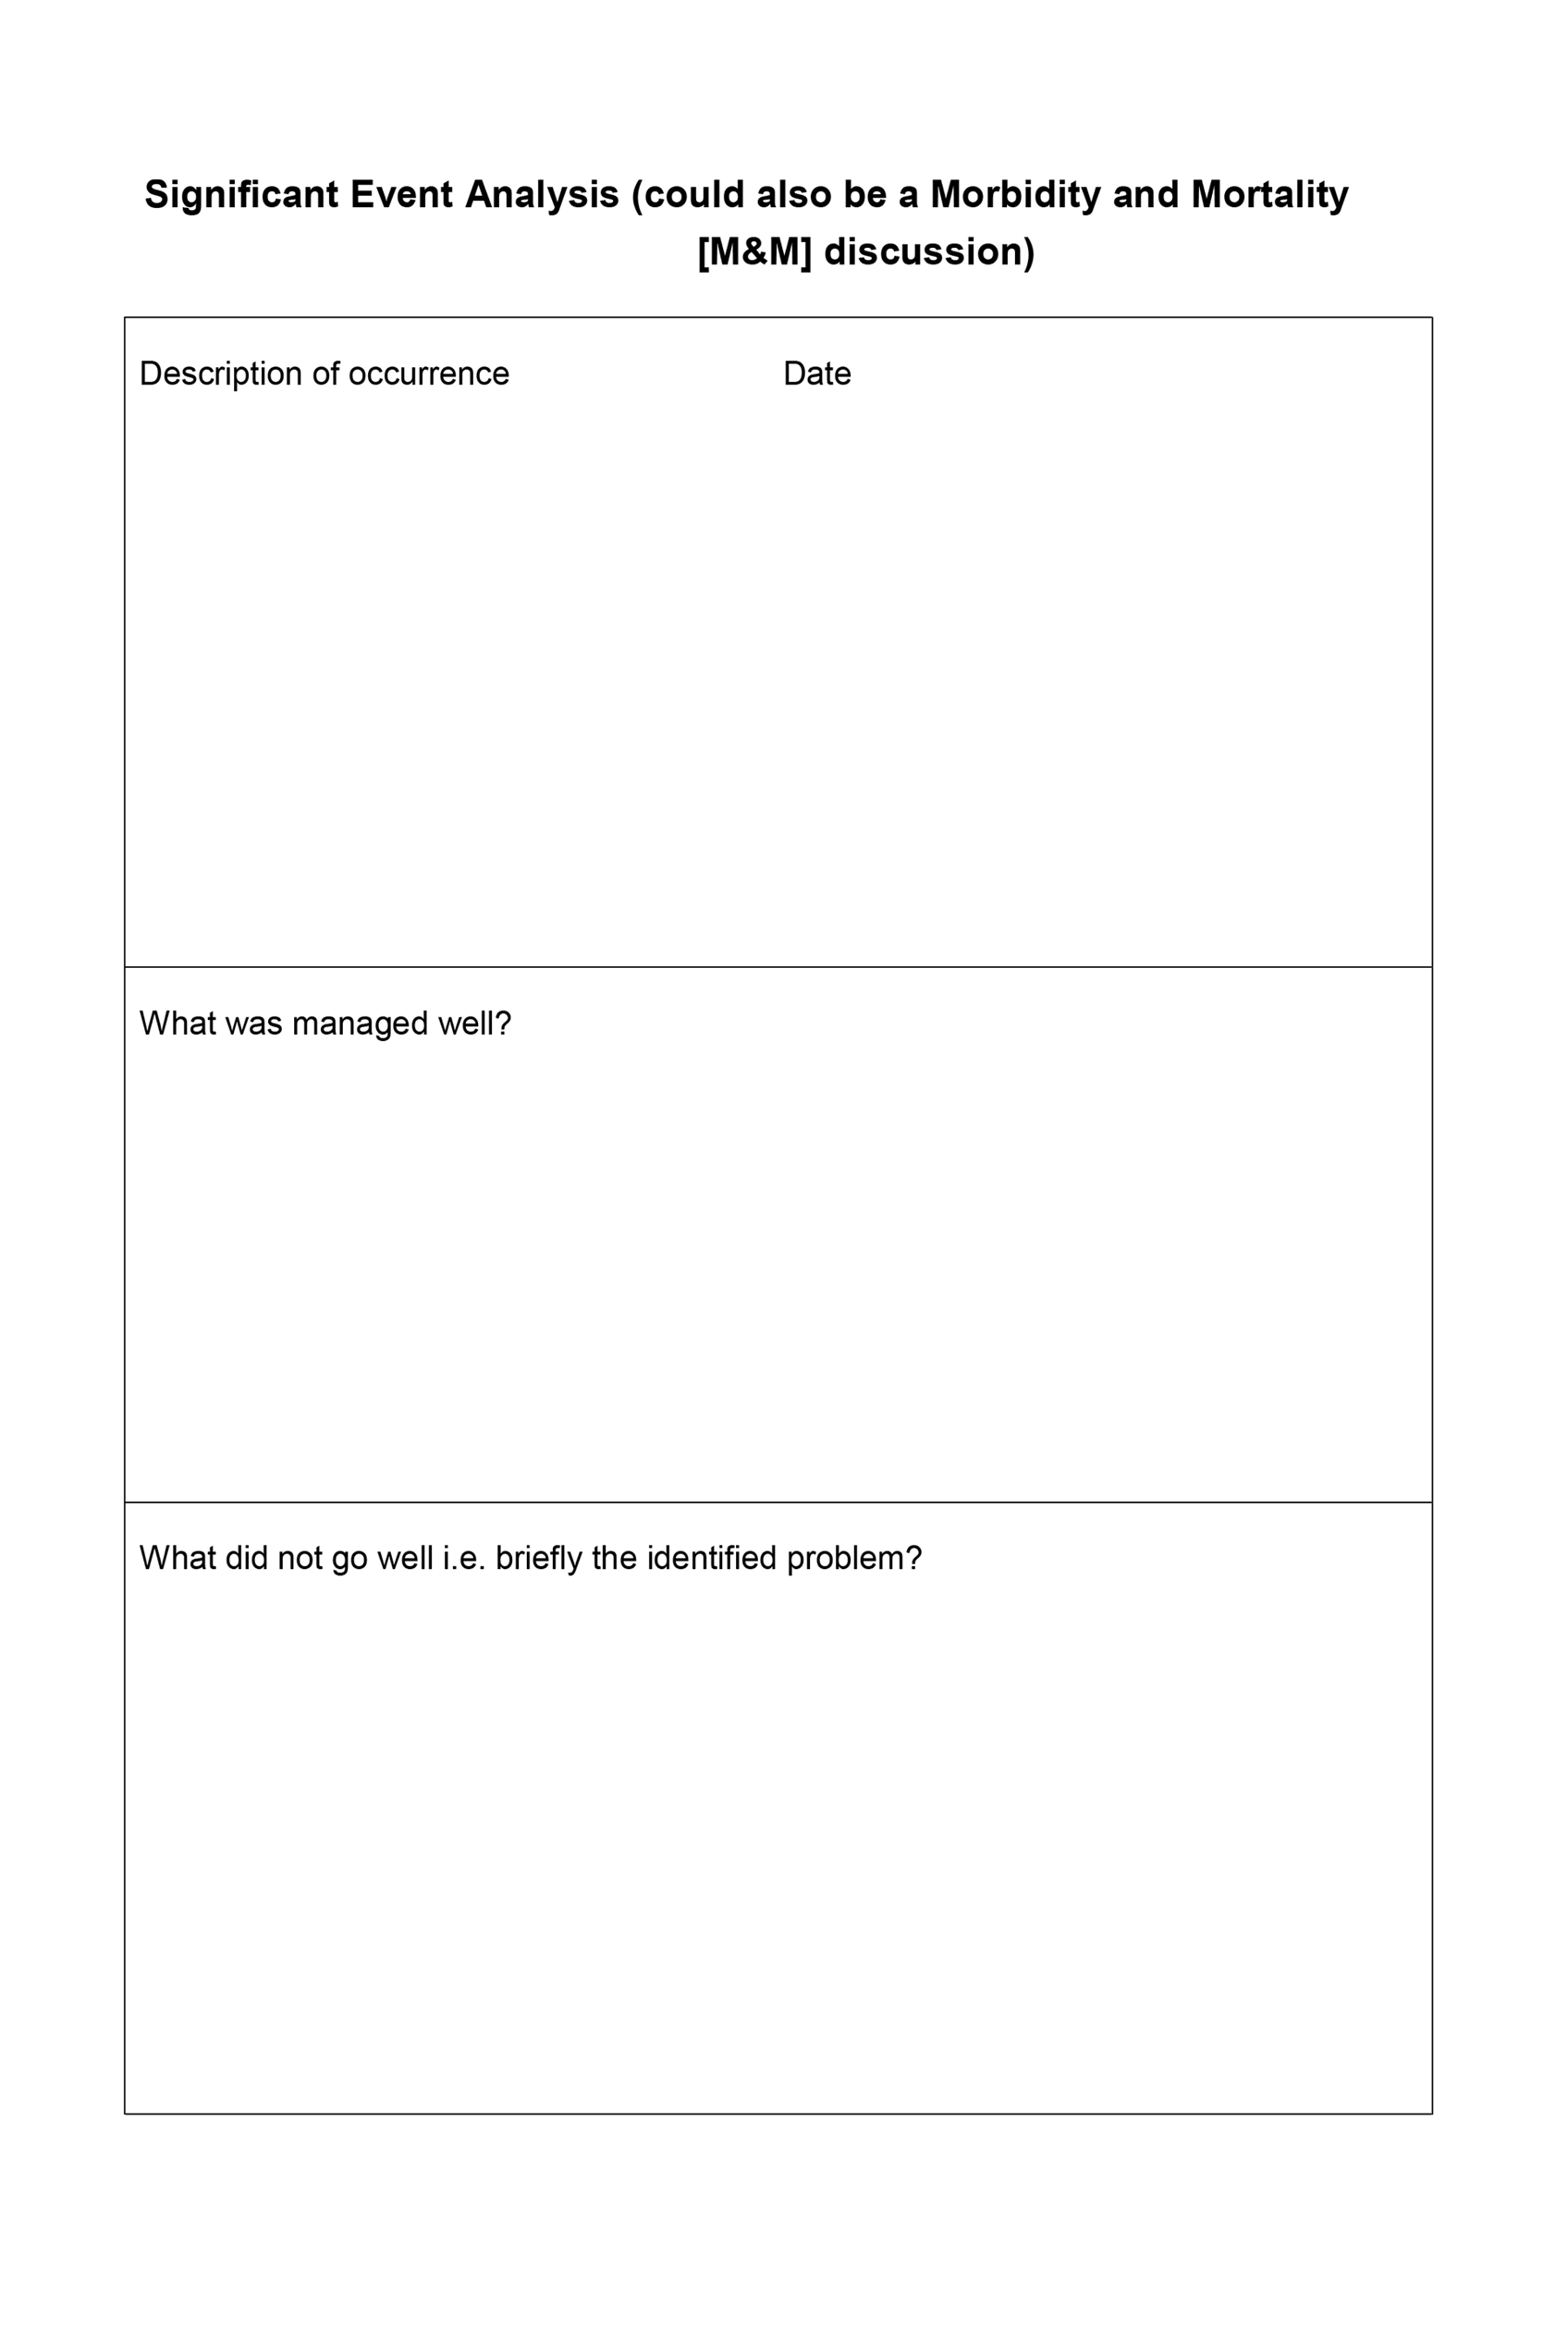 Significant Event Analysis (could also be a Morbidity and Mortality
[M&M] discussion)
Description of occurrence Date
What was managed well?
What did not go well i.e. briefly the identified problem?